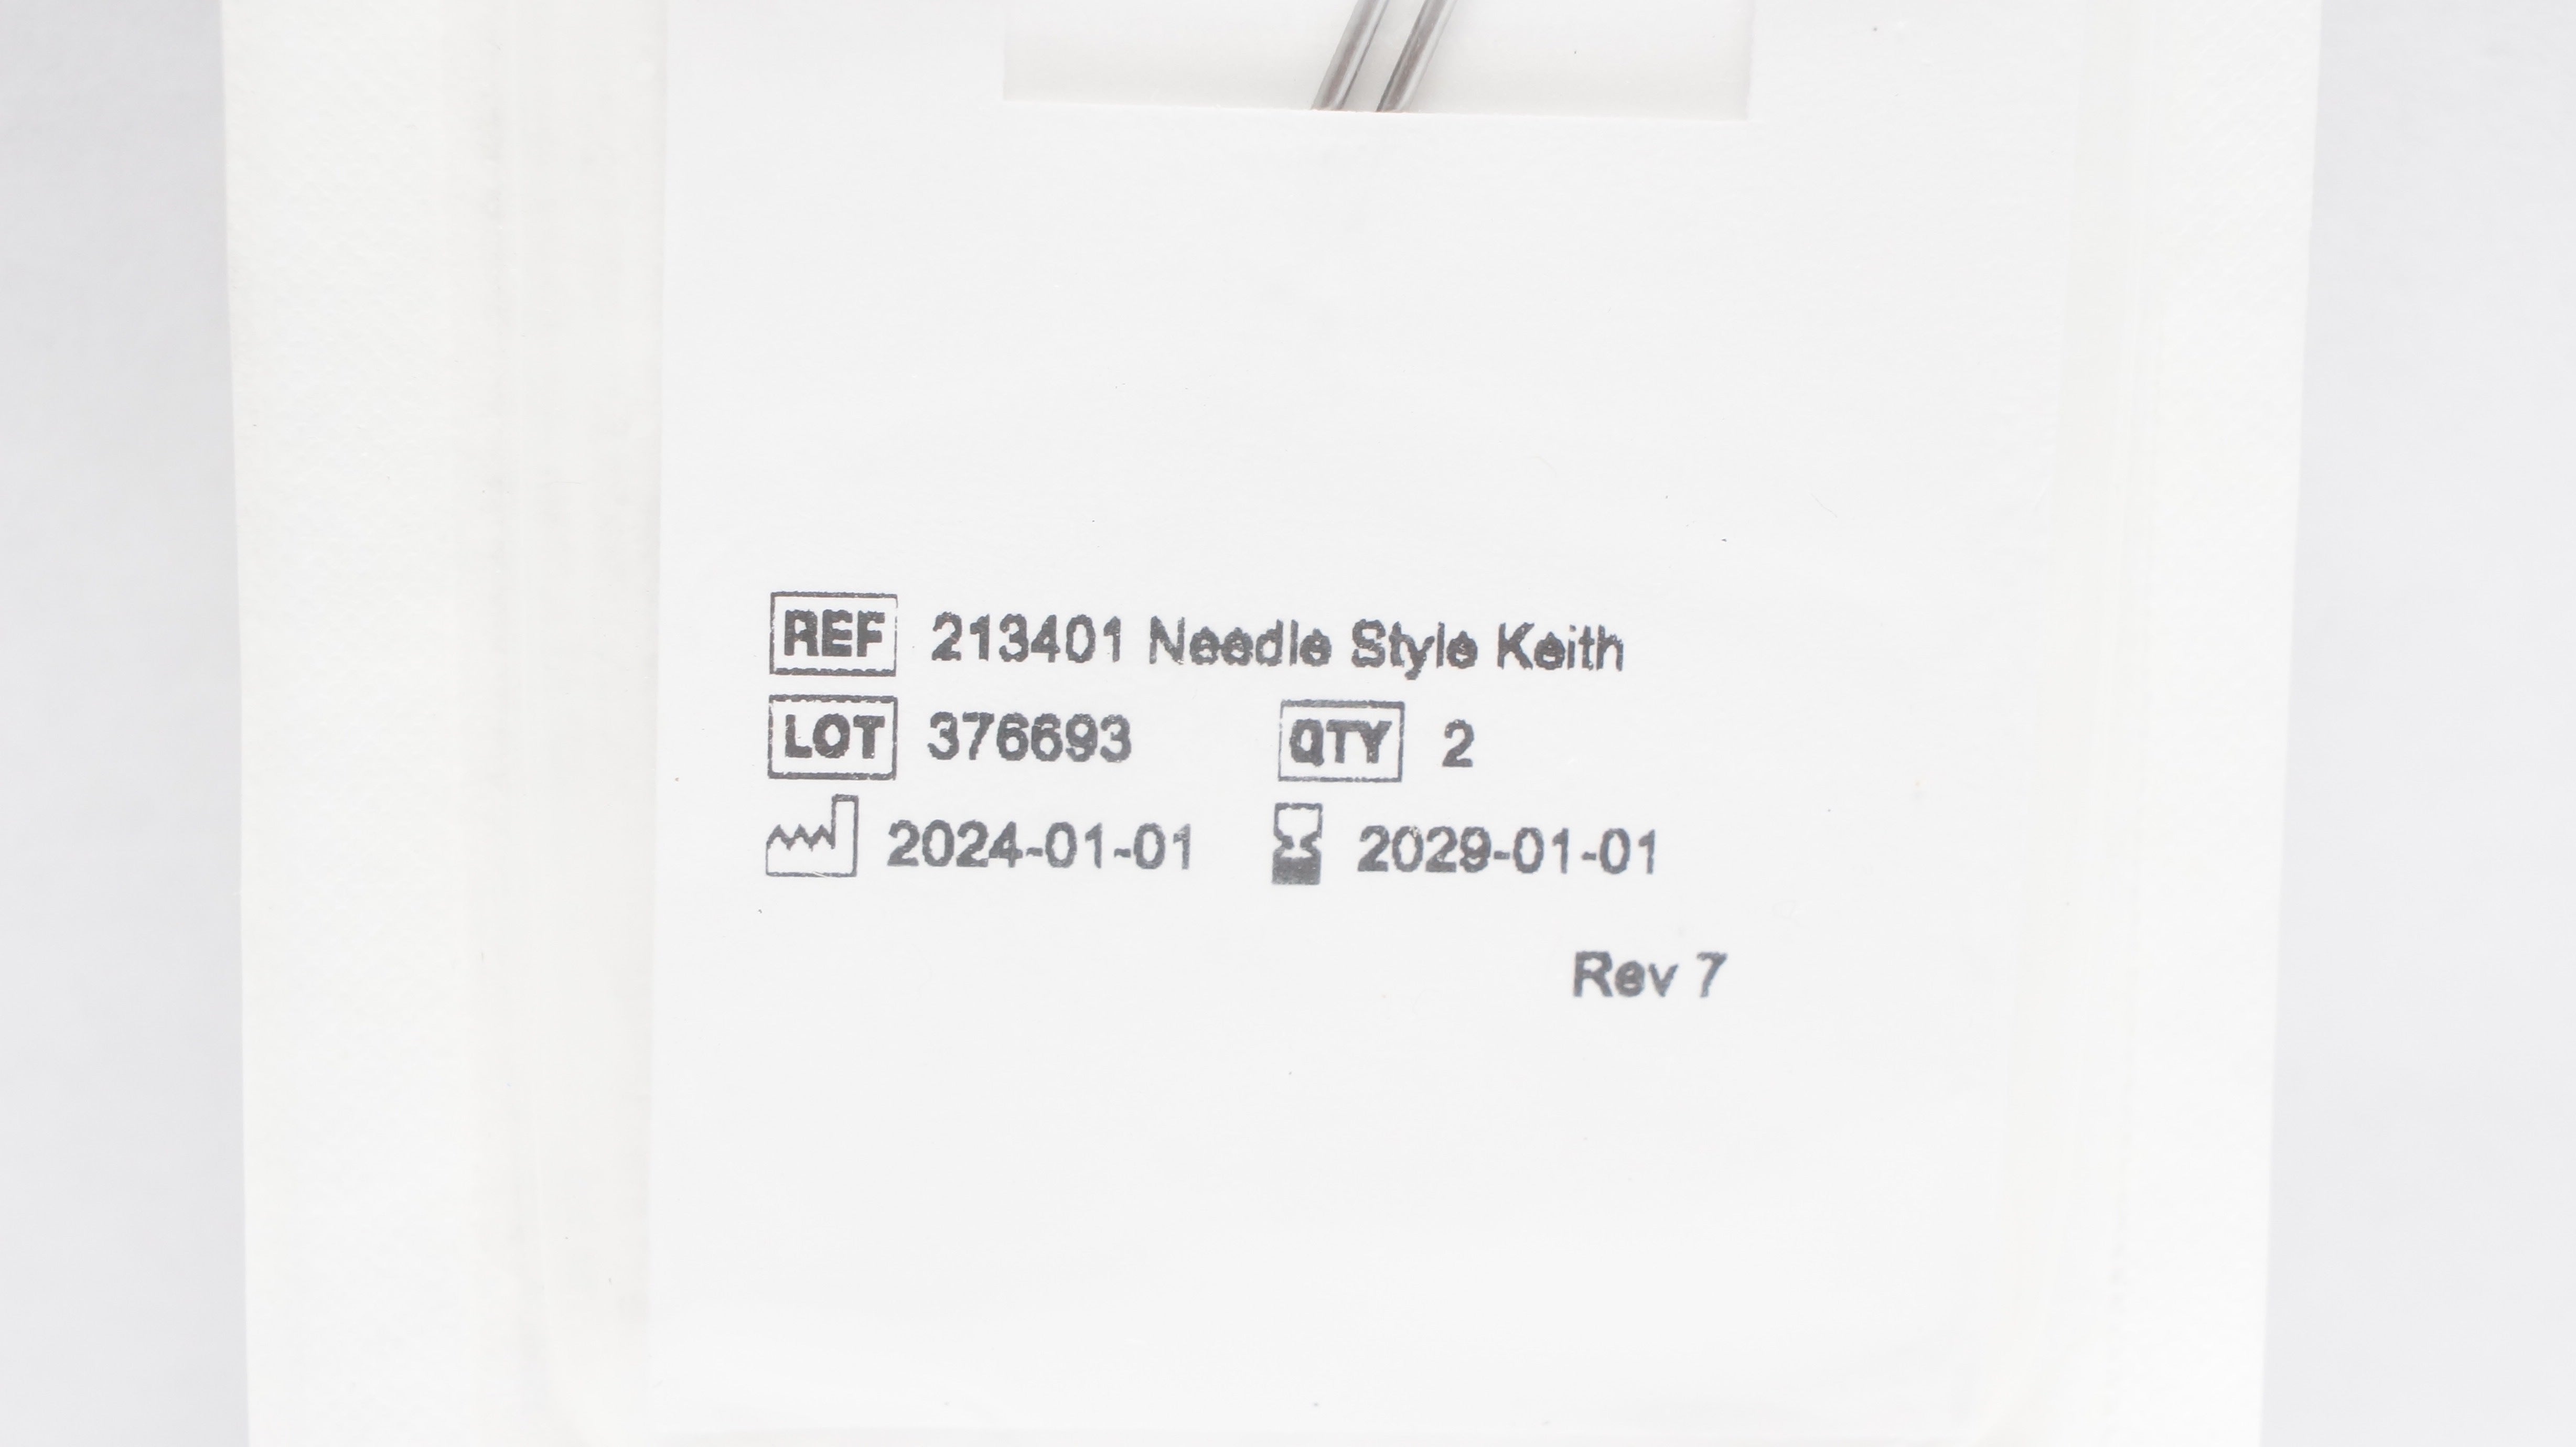 REF 213401 Needle Style Keith
LOT 376693 QTY 2
2024-01-01 2029-01-01
Rev 7